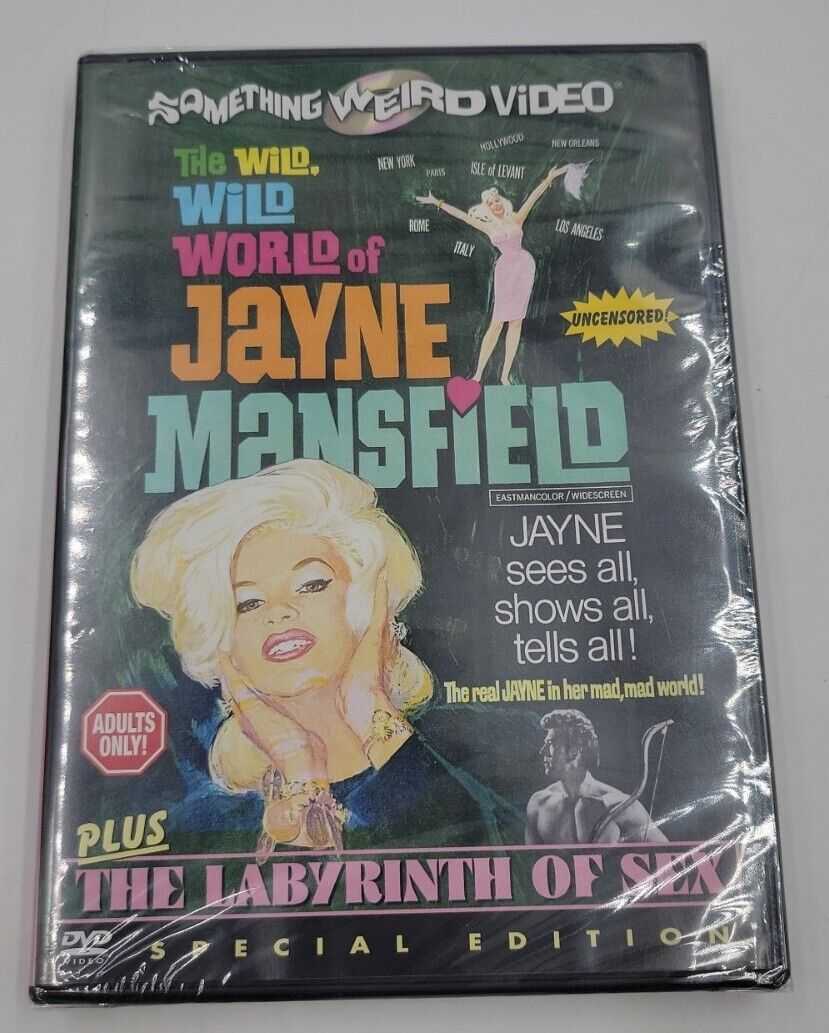 SOMETHING WEIRD ViDEO®
THe WiLD,
WiLD
WORLD of
JaYNE
MaNSFiELD
HOLLYWOOD
NEW ORLEANS
NEW YORK
PARIS
ISLE of LEVANT
ROME
ITALY
LOS ANGELES
UNCENSORED!
EASTMANCOLOR / WIDESCREEN
JAYNE
sees all,
shows all,
tells all!
The real JAYNE in her mad, mad world!
ADULTS
ONLY!
PLUS
THE LABYRINTH OF SEX
DVD
VIDEO
SPECIAL EDITION